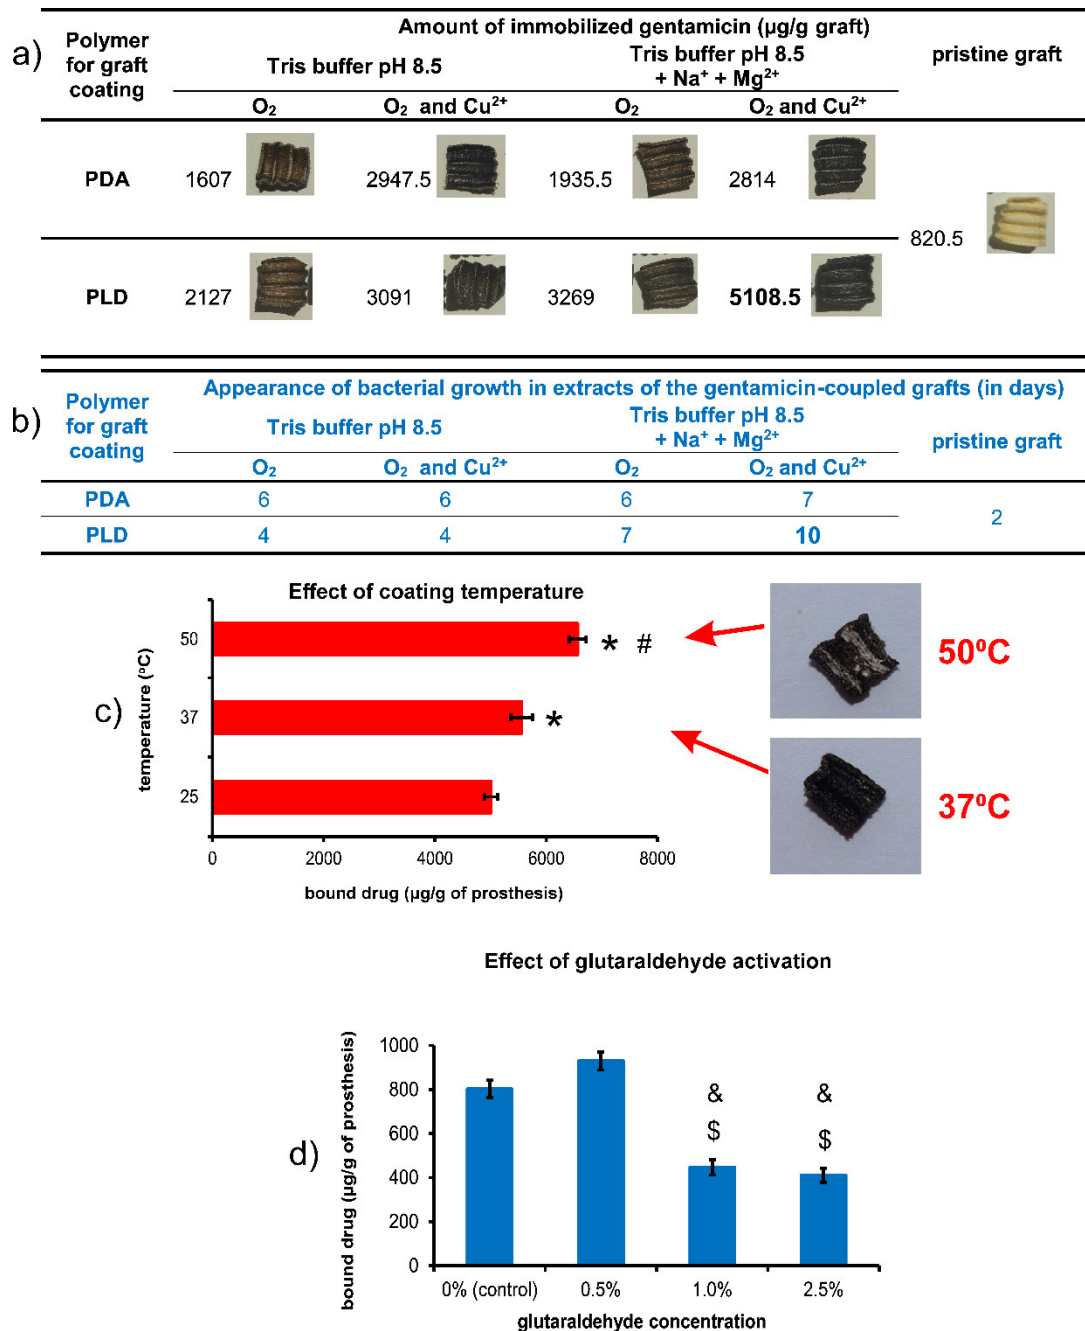 a)
Polymer for graft coating
Amount of immobilized gentamicin (µg/g graft)
Tris buffer pH 8.5
Tris buffer pH 8.5 + Na⁺ + Mg²⁺
pristine graft
O₂
O₂ and Cu²⁺
O₂
O₂ and Cu²⁺
PDA
1607
2947.5
1935.5
2814
820.5
PLD
2127
3091
3269
5108.5
b)
Polymer for graft coating
Appearance of bacterial growth in extracts of the gentamicin-coupled grafts (in days)
Tris buffer pH 8.5
Tris buffer pH 8.5 + Na⁺ + Mg²⁺
pristine graft
O₂
O₂ and Cu²⁺
O₂
O₂ and Cu²⁺
PDA
6
6
6
7
2
PLD
4
4
7
10
c)
Effect of coating temperature
temperature (ºC)
50
* #
37
*
25
0 2000 4000 6000 8000
bound drug (µg/g of prosthesis)
50ºC
37ºC
d)
Effect of glutaraldehyde activation
bound drug (µg/g of prosthesis)
1000
800
600
400
200
0
& &
$ $
0% (control) 0.5% 1.0% 2.5%
glutaraldehyde concentration